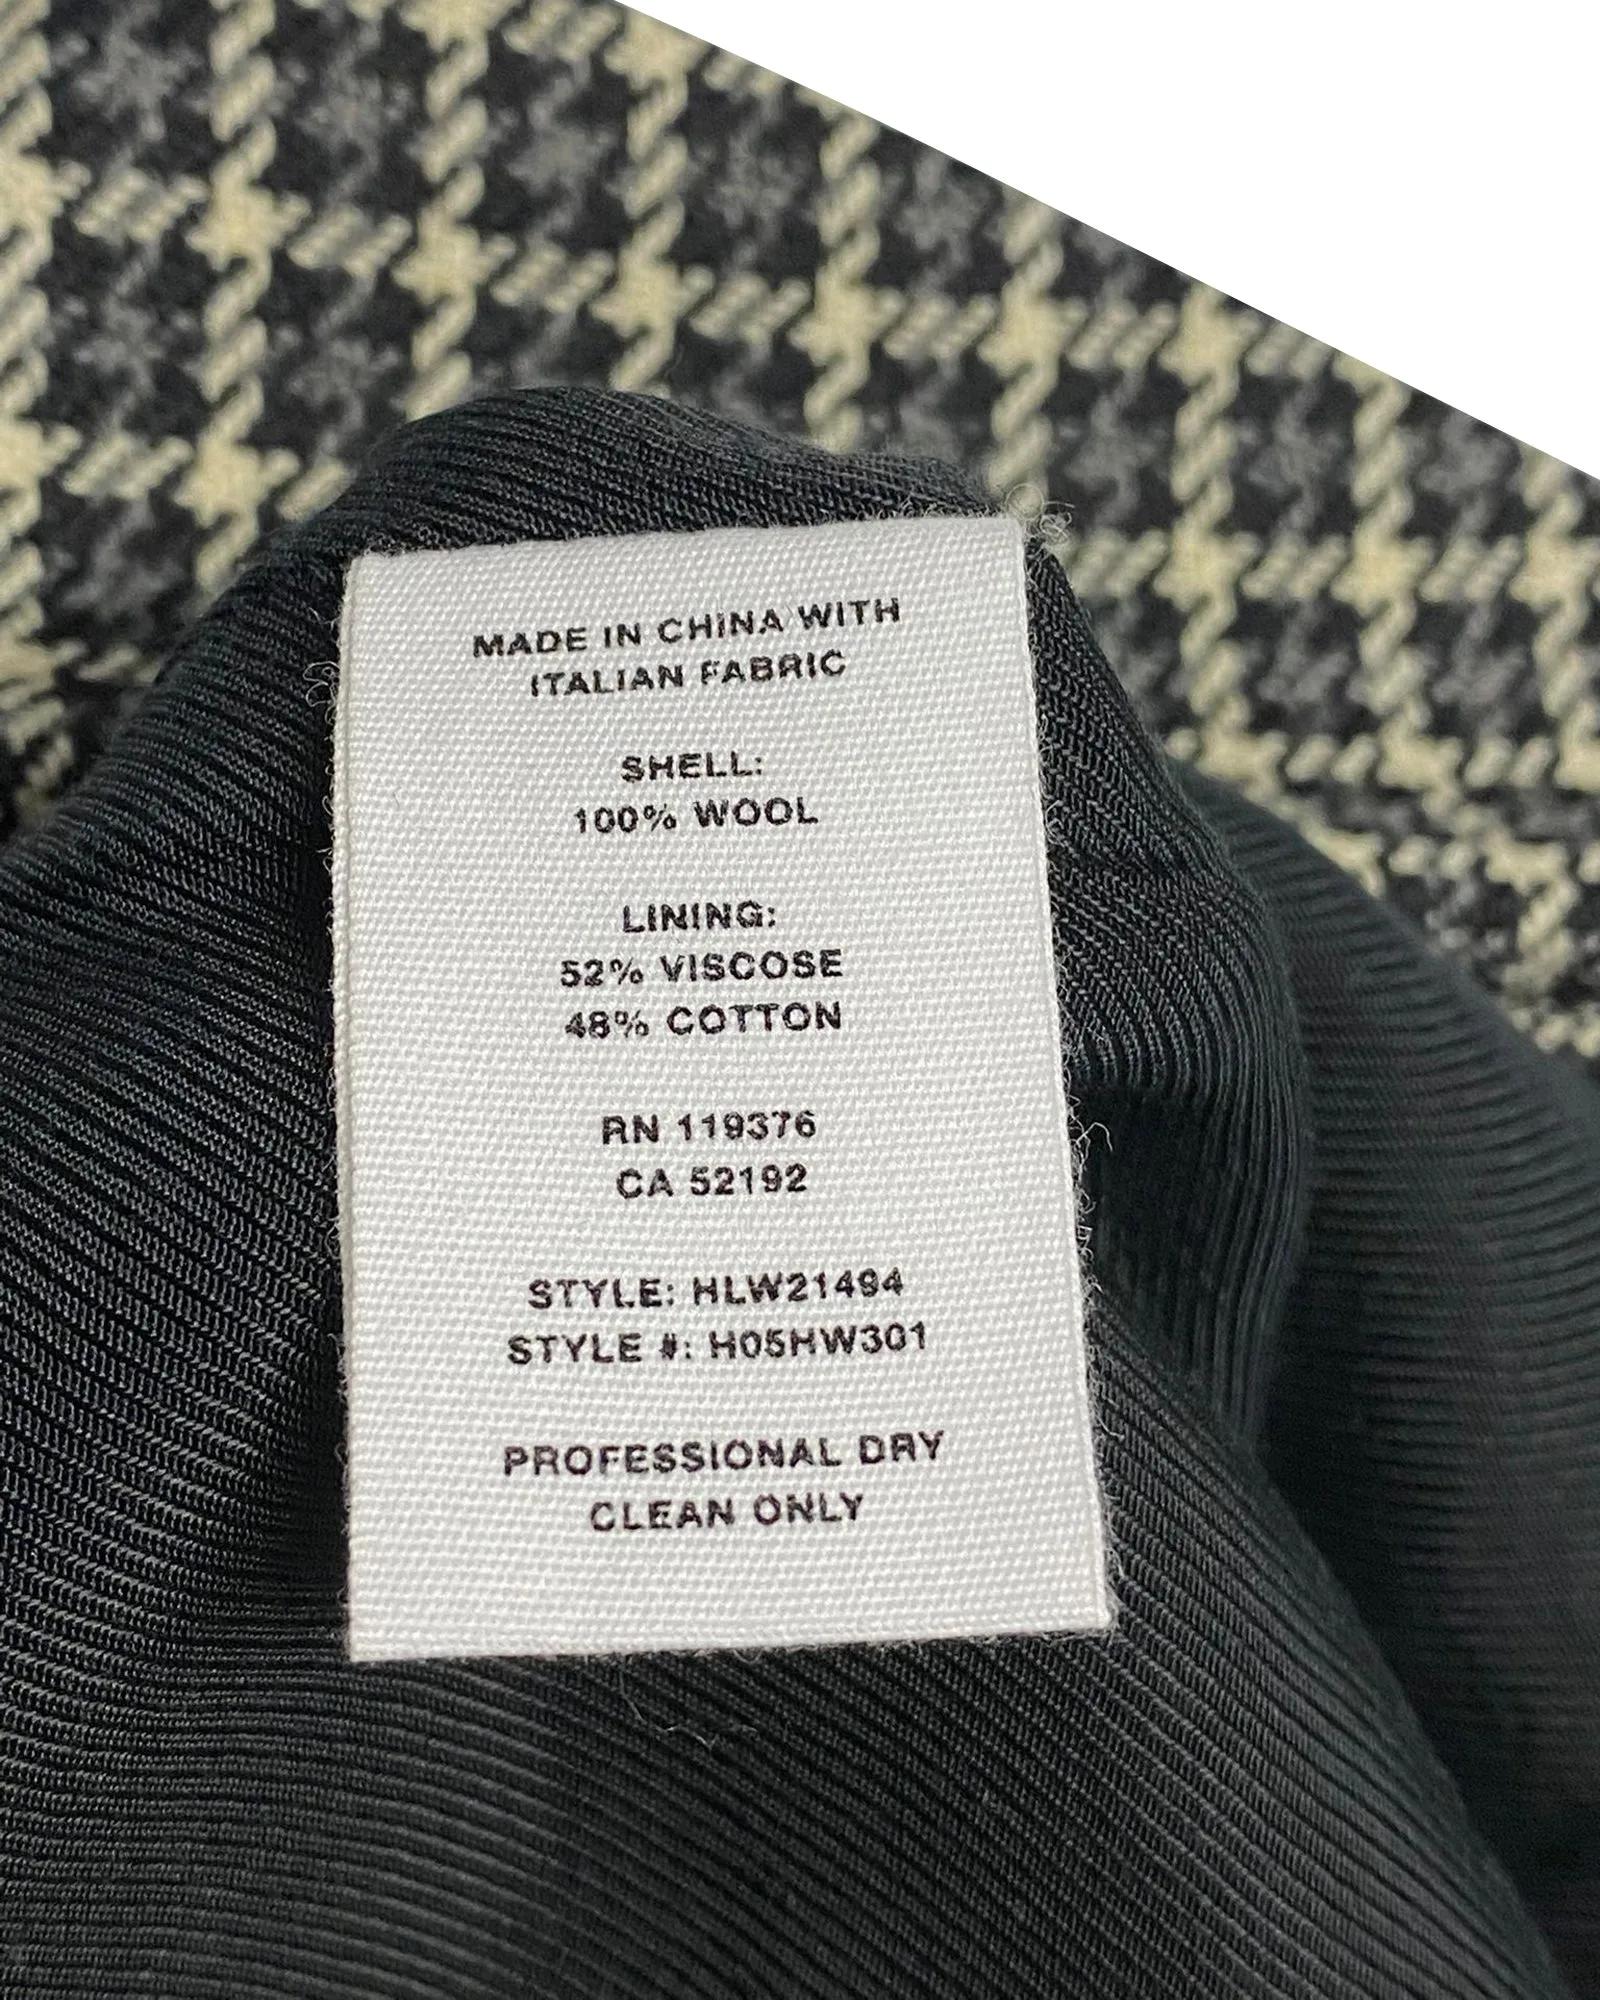 MADE IN CHINA WITH
ITALIAN FABRIC
SHELL:
100% WOOL
LINING:
52% VISCOSE
48% COTTON
RN 119376
CA 52192
STYLE: HLW21494
STYLE #: H05HW301
PROFESSIONAL DRY
CLEAN ONLY